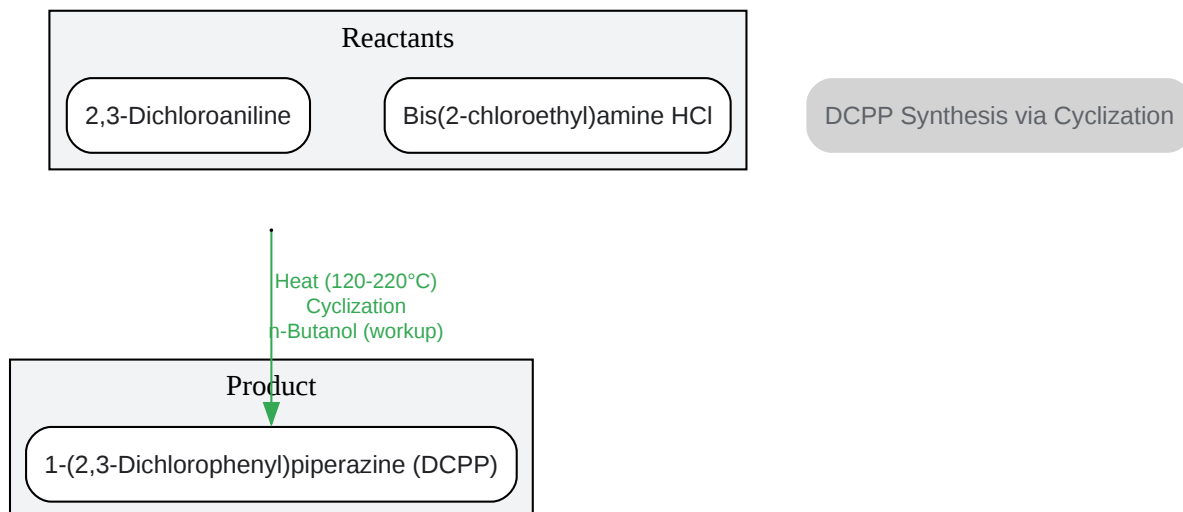 Reactants
2,3-Dichloroaniline
Bis(2-chloroethyl)amine HCl
DCPP Synthesis via Cyclization
Heat (120-220°C)
Cyclization
n-Butanol (workup)
Product
1-(2,3-Dichlorophenyl)piperazine (DCPP)